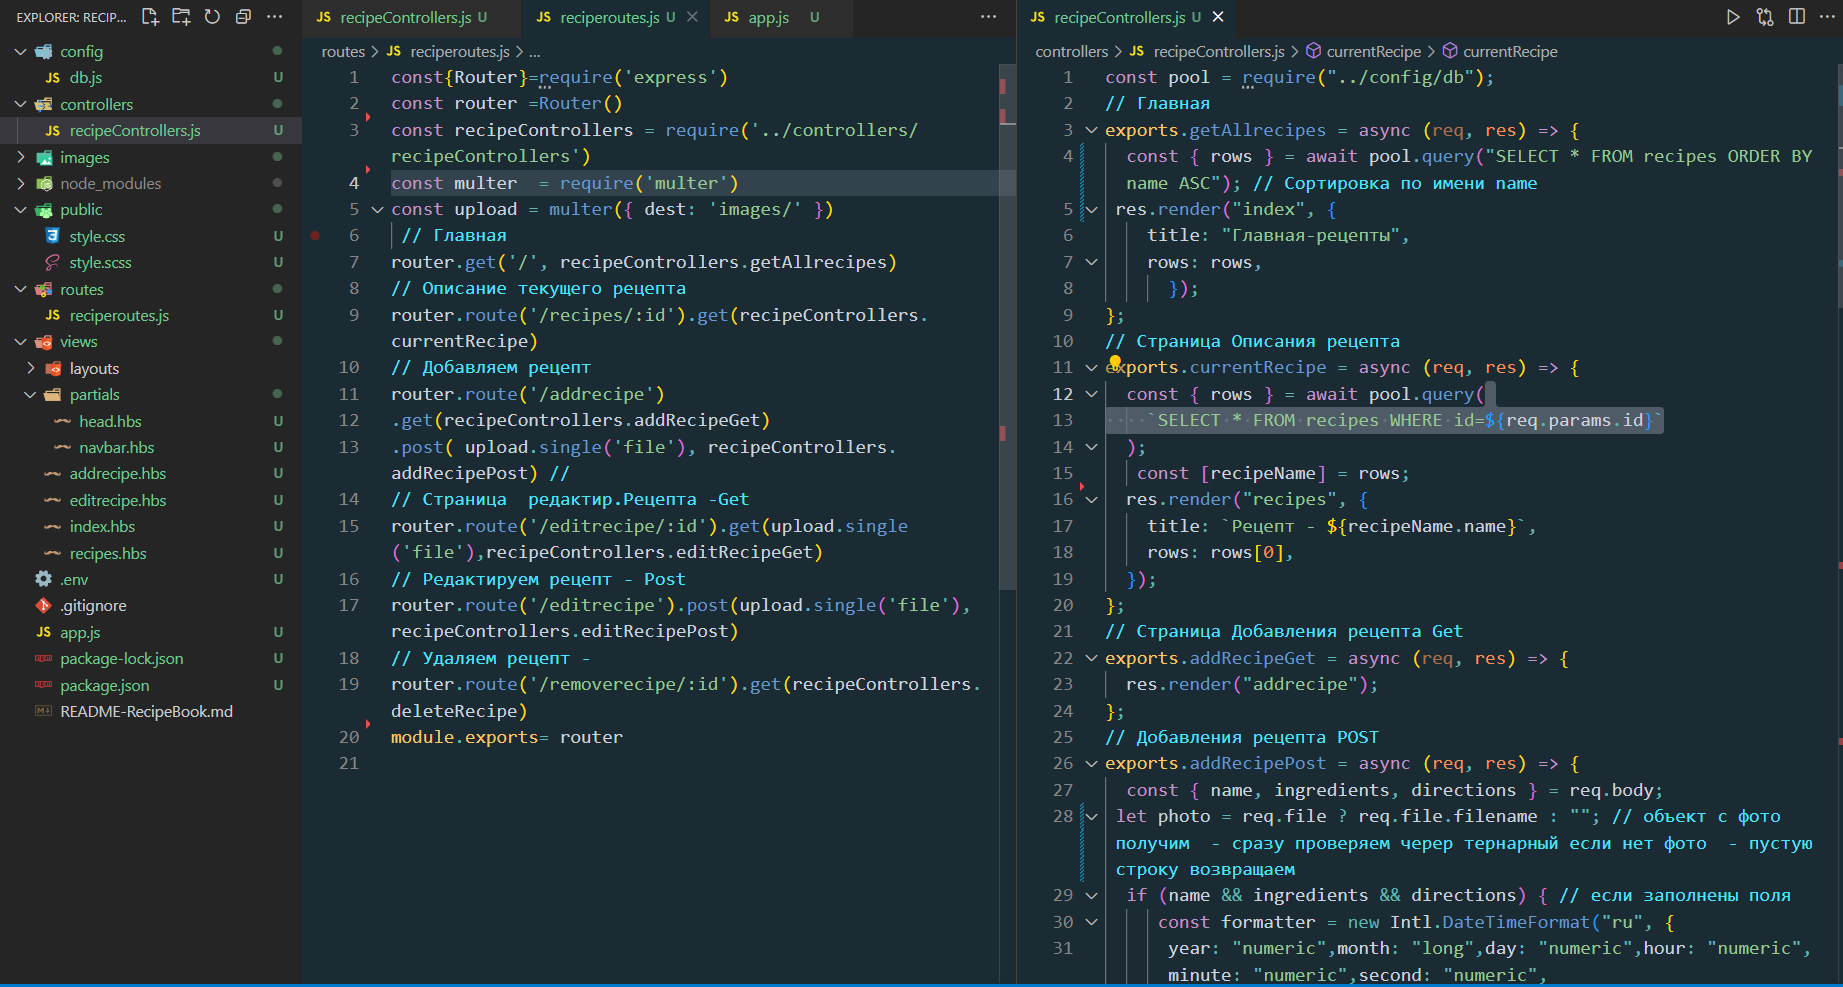 EXPLORER: RECIP...
config
JS db.js U
controllers
JS recipeControllers.js U
images
node_modules
public
style.css U
style.scss U
routes
JS reciperoutes.js U
views
layouts
partials
head.hbs U
navbar.hbs U
addrecipe.hbs U
editrecipe.hbs U
index.hbs U
recipes.hbs U
.env U
.gitignore
JS app.js U
package-lock.json U
package.json U
README-RecipeBook.md
JS recipeControllers.js U
JS reciperoutes.js U
JS app.js U
routes > JS reciperoutes.js > ...
1 const{Router}=require('express')
2 const router =Router()
3 const recipeControllers = require('../controllers/
recipeControllers')
4 const multer  = require('multer')
5 const upload = multer({ dest: 'images/' })
6 // Главная
7 router.get('/', recipeControllers.getAllrecipes)
8 // Описание текущего рецепта
9 router.route('/recipes/:id').get(recipeControllers.
currentRecipe)
10 // Добавляем рецепт
11 router.route('/addrecipe')
12 .get(recipeControllers.addRecipeGet)
13 .post( upload.single('file'), recipeControllers.
addRecipePost) //
14 // Страница  редактир.Рецепта -Get
15 router.route('/editrecipe/:id').get(upload.single
('file'),recipeControllers.editRecipeGet)
16 // Редактируем рецепт - Post
17 router.route('/editrecipe').post(upload.single('file'),
recipeControllers.editRecipePost)
18 // Удаляем рецепт -
19 router.route('/removerecipe/:id').get(recipeControllers.
deleteRecipe)
20 module.exports= router
21
JS recipeControllers.js U
controllers > JS recipeControllers.js > currentRecipe > currentRecipe
1 const pool = require("../config/db");
2 // Главная
3 exports.getAllrecipes = async (req, res) => {
4 const { rows } = await pool.query("SELECT * FROM recipes ORDER BY
name ASC"); // Сортировка по имени name
5 res.render("index", {
6 title: "Главная-рецепты",
7 rows: rows,
8 });
9 };
10 // Страница Описания рецепта
11 exports.currentRecipe = async (req, res) => {
12 const { rows } = await pool.query(
13 `SELECT * FROM recipes WHERE id=${req.params.id}`
14 );
15 const [recipeName] = rows;
16 res.render("recipes", {
17 title: `Рецепт - ${recipeName.name}`,
18 rows: rows[0],
19 });
20 };
21 // Страница Добавления рецепта Get
22 exports.addRecipeGet = async (req, res) => {
23 res.render("addrecipe");
24 };
25 // Добавления рецепта POST
26 exports.addRecipePost = async (req, res) => {
27 const { name, ingredients, directions } = req.body;
28 let photo = req.file ? req.file.filename : ""; // объект с фото
получим  - сразу проверяем черер тернарный если нет фото  - пустую
строку возвращаем
29 if (name && ingredients && directions) { // если заполнены поля
30 const formatter = new Intl.DateTimeFormat("ru", {
31 year: "numeric",month: "long",day: "numeric",hour: "numeric",
minute: "numeric",second: "numeric",